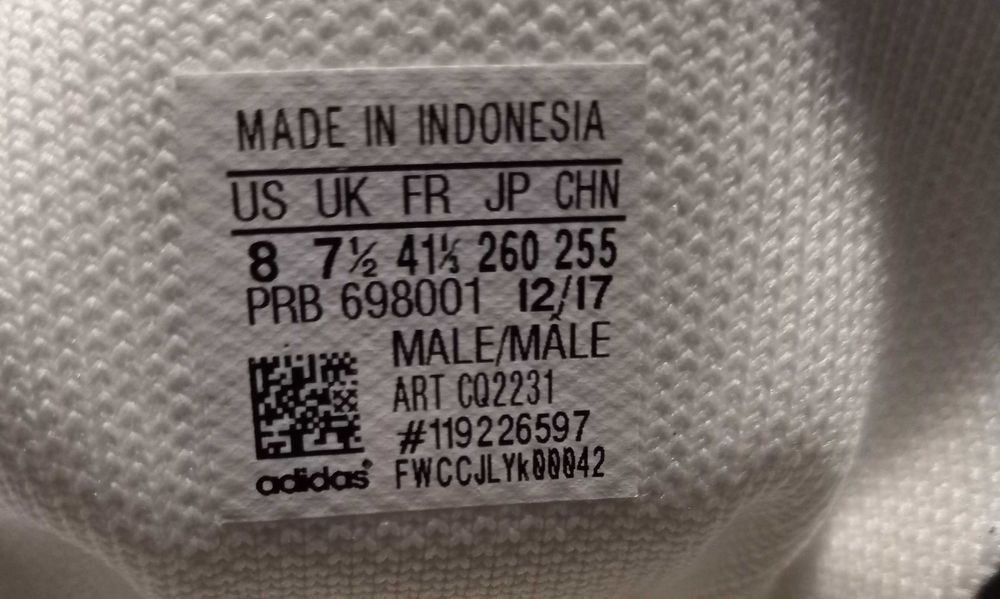 MADE IN INDONESIA
US UK FR JP CHN
8 7½ 41⅓ 260 255
PRB 698001 12/17
MALE/MÂLE
ART CQ2231
#119226597
adidas® FWCCJLYk00042